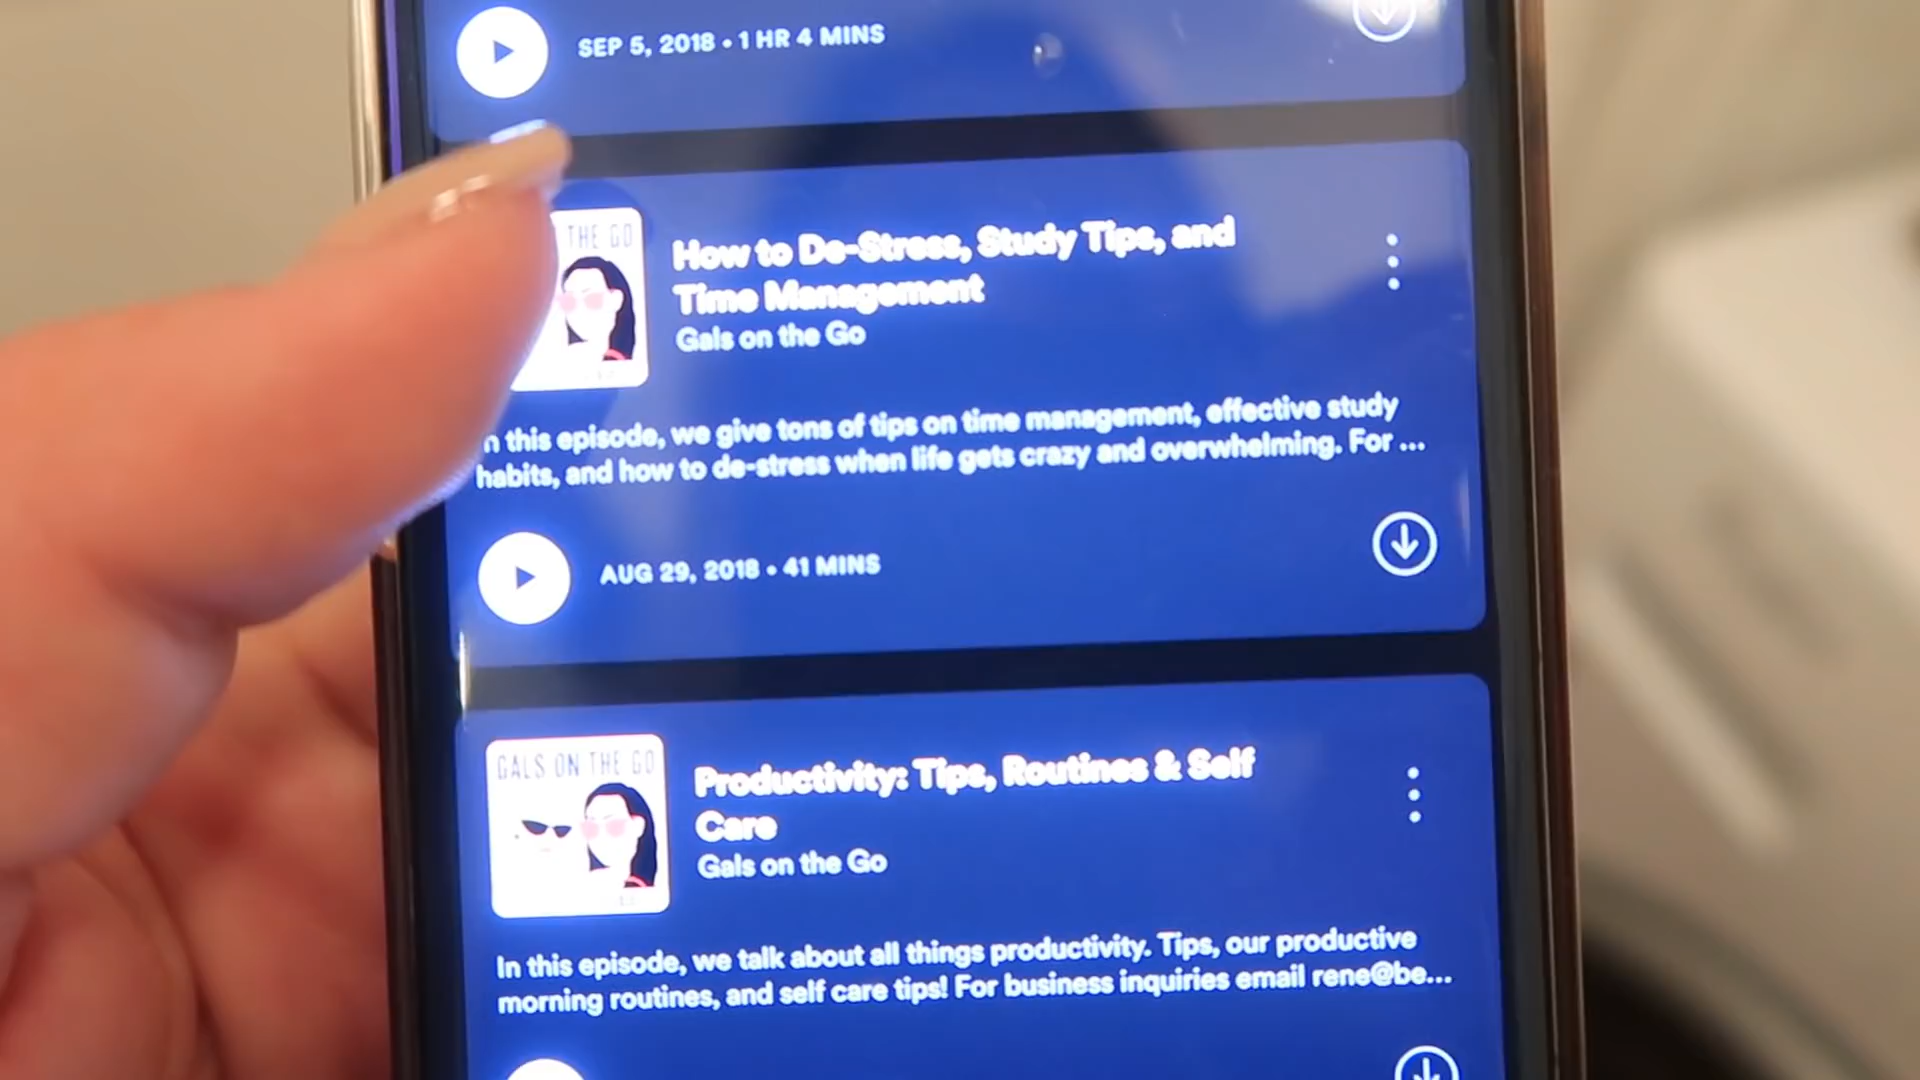 SEP 5, 2018 • 1 HR 4 MINS
THE GO
How to De-Stress, Study Tips, and
Time Management
Gals on the Go
n this episode, we give tons of tips on time management, effective study
habits, and how to de-stress when life gets crazy and overwhelming. For ...
AUG 29, 2018 • 41 MINS
GALS ON THE GO
Productivity: Tips, Routines & Self
Care
Gals on the Go
In this episode, we talk about all things productivity. Tips, our productive
morning routines, and self care tips! For business inquiries email rene@be...